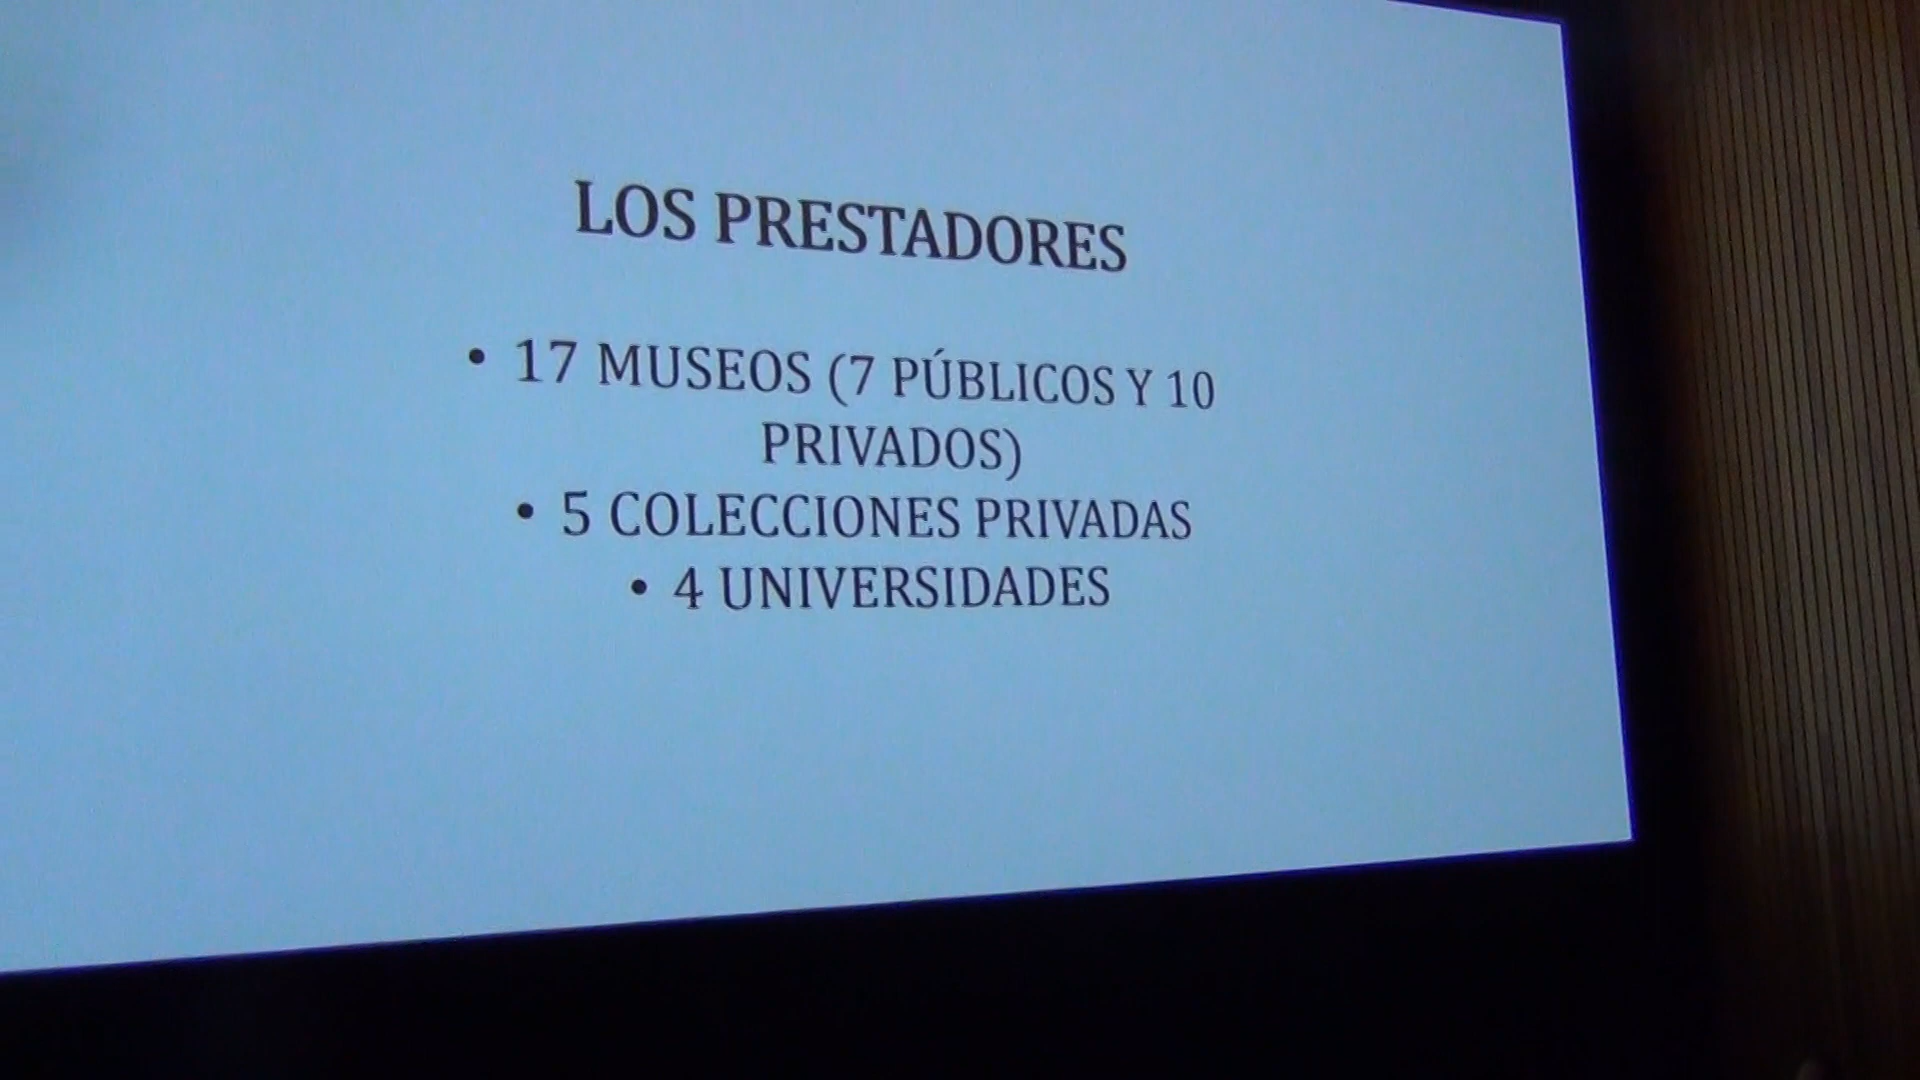 LOS PRESTADORES
• 17 MUSEOS (7 PÚBLICOS Y 10
PRIVADOS)
• 5 COLECCIONES PRIVADAS
• 4 UNIVERSIDADES